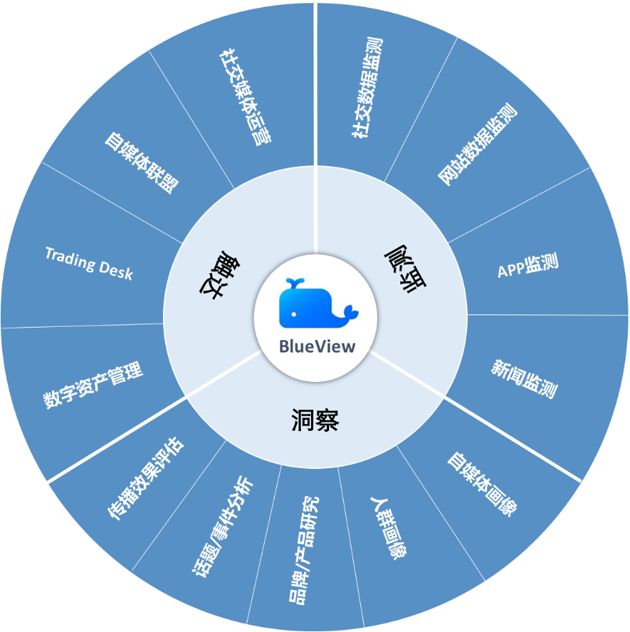 社交媒体运营
社交数据监测
自媒体联盟
网站数据监测
Trading Desk
触达
监测
APP监测
BlueView
数字资产管理
洞察
新闻监测
传播效果评估
话题/事件分析
品牌/产品研究
人群画像
自媒体画像